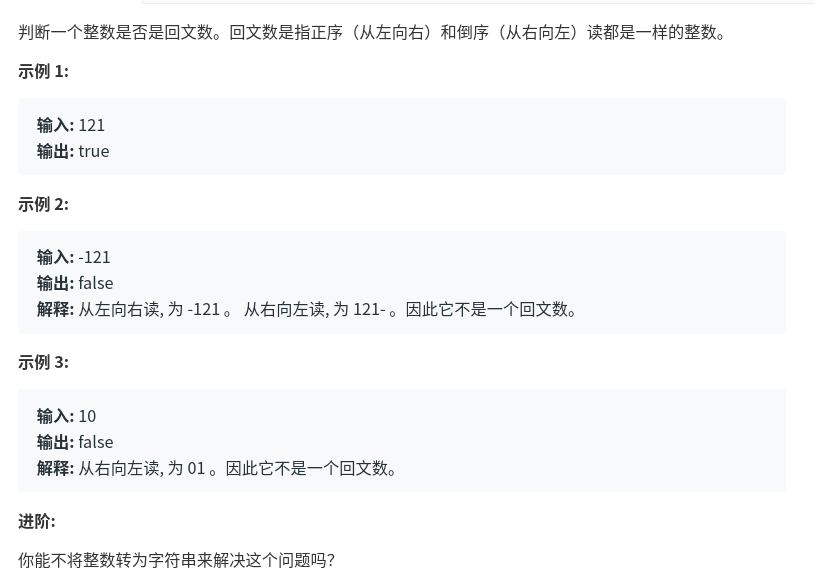 判断一个整数是否是回文数。回文数是指正序（从左向右）和倒序（从右向左）读都是一样的整数。
示例 1:
输入: 121
输出: true
示例 2:
输入: -121
输出: false
解释: 从左向右读, 为 -121 。 从右向左读, 为 121- 。因此它不是一个回文数。
示例 3:
输入: 10
输出: false
解释: 从右向左读, 为 01 。因此它不是一个回文数。
进阶:
你能不将整数转为字符串来解决这个问题吗？